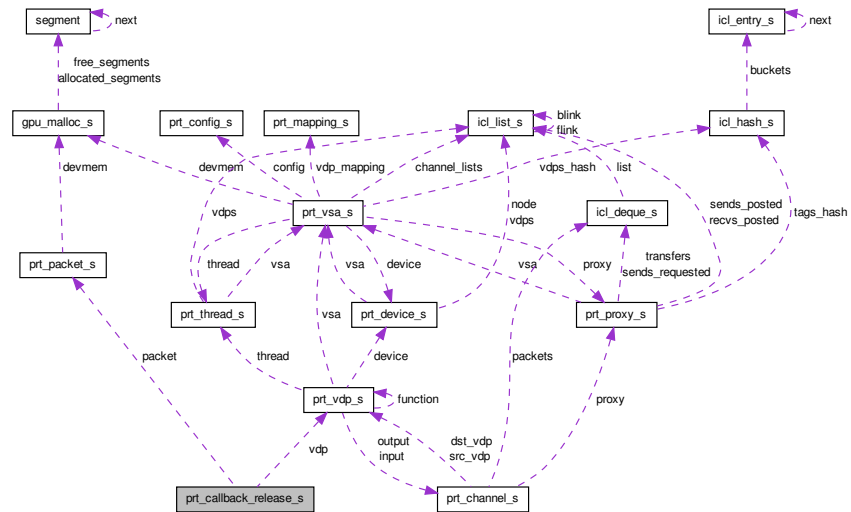 segment
next
icl_entry_s
next
free_segments
allocated_segments
buckets
gpu_malloc_s
prt_config_s
prt_mapping_s
icl_list_s
blink
flink
icl_hash_s
devmem
devmem
config
vdp_mapping
channel_lists
vdps_hash
list
vdps
prt_vsa_s
node
vdps
icl_deque_s
sends_posted
recvs_posted
tags_hash
prt_packet_s
thread
vsa
vsa
device
vsa
proxy
transfers
sends_requested
prt_thread_s
vsa
prt_device_s
prt_proxy_s
packet
thread
device
packets
prt_vdp_s
function
proxy
vdp
output
input
dst_vdp
src_vdp
prt_callback_release_s
prt_channel_s